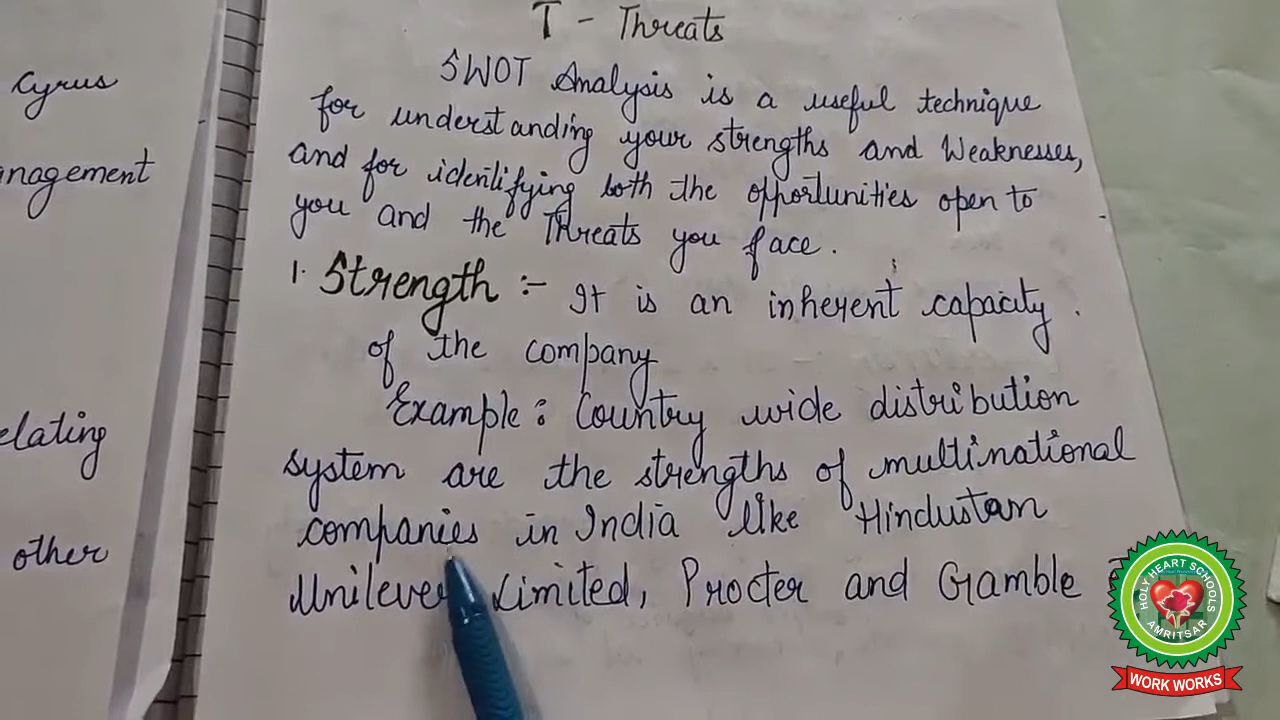 Cyrus
nagement
elating
other
T - Threats
SWOT Analysis is a useful technique
for understanding your strengths and Weaknesses,
and for identifying both the opportunities open to
you and the Threats you face.
1. Strength :- It is an inherent capacity
of the company
Example : Country wide distribution
system are the strengths of multinational
companies in India like Hindustan
Unilever Limited, Procter and Gamble
HOLY HEART SCHOOLS
AMRITSAR
WORK WORKS